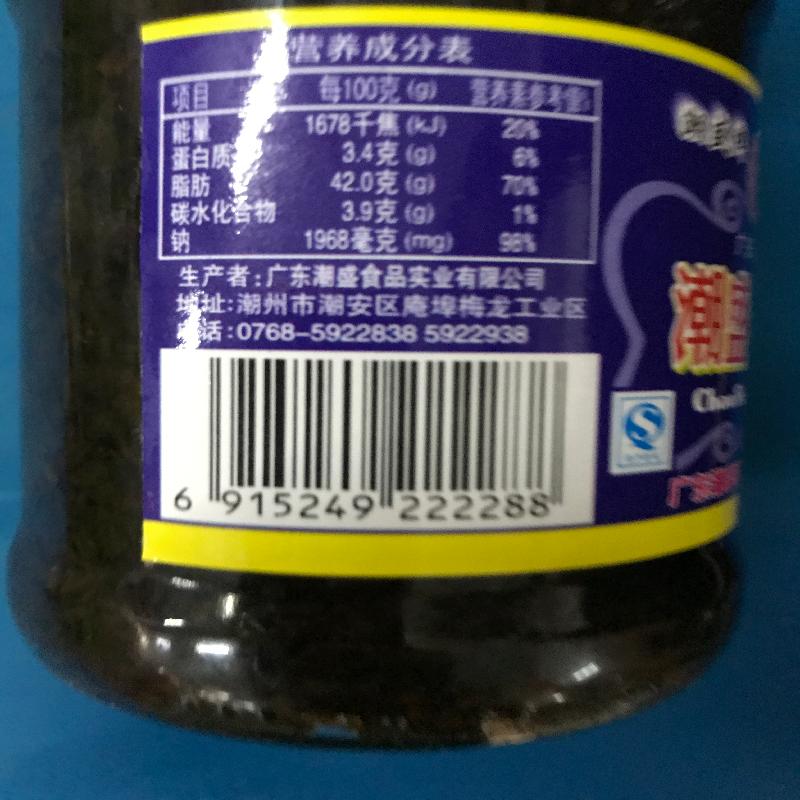 营养成分表
项目 每100克 (g) 营养素参考值%
能量 1678千焦 (kJ) 20%
蛋白质 3.4克 (g) 6%
脂肪 42.0克 (g) 70%
碳水化合物 3.9克 (g) 1%
钠 1968毫克 (mg) 98%
生产者:广东潮盛食品实业有限公司
地址:潮州市潮安区庵埠梅龙工业区
电话:0768-5922838 5922938
6 915249 222288
潮盛
广东